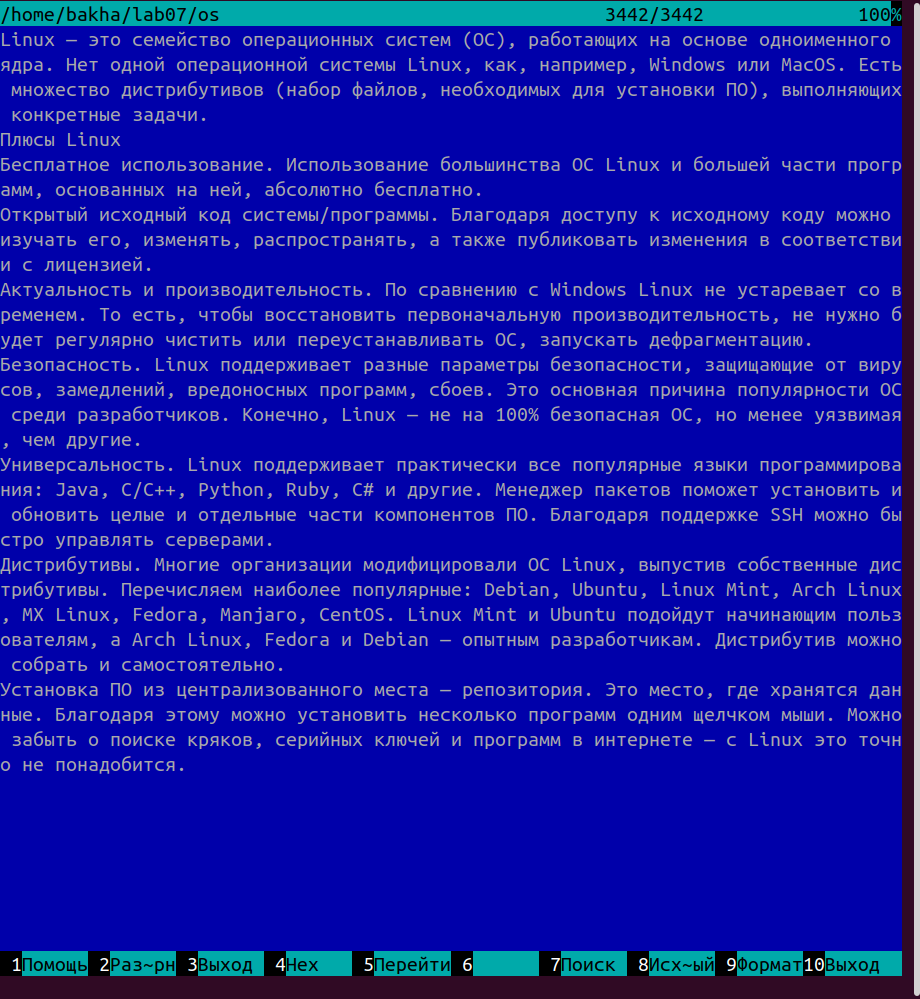 /home/bakha/lab07/os 3442/3442 100%
Linux — это семейство операционных систем (ОС), работающих на основе одноименного
ядра. Нет одной операционной системы Linux, как, например, Windows или MacOS. Есть
множество дистрибутивов (набор файлов, необходимых для установки ПО), выполняющих
конкретные задачи.
Плюсы Linux
Бесплатное использование. Использование большинства ОС Linux и большей части прогр
амм, основанных на ней, абсолютно бесплатно.
Открытый исходный код системы/программы. Благодаря доступу к исходному коду можно
изучать его, изменять, распространять, а также публиковать изменения в соответстви
и с лицензией.
Актуальность и производительность. По сравнению с Windows Linux не устаревает со в
ременем. То есть, чтобы восстановить первоначальную производительность, не нужно б
удет регулярно чистить или переустанавливать ОС, запускать дефрагментацию.
Безопасность. Linux поддерживает разные параметры безопасности, защищающие от виру
сов, замедлений, вредоносных программ, сбоев. Это основная причина популярности ОС
среди разработчиков. Конечно, Linux — не на 100% безопасная ОС, но менее уязвимая
, чем другие.
Универсальность. Linux поддерживает практически все популярные языки программирова
ния: Java, C/C++, Python, Ruby, C# и другие. Менеджер пакетов поможет установить и
обновить целые и отдельные части компонентов ПО. Благодаря поддержке SSH можно бы
стро управлять серверами.
Дистрибутивы. Многие организации модифицировали ОС Linux, выпустив собственные дис
трибутивы. Перечисляем наиболее популярные: Debian, Ubuntu, Linux Mint, Arch Linux
, MX Linux, Fedora, Manjaro, CentOS. Linux Mint и Ubuntu подойдут начинающим польз
ователям, а Arch Linux, Fedora и Debian — опытным разработчикам. Дистрибутив можно
собрать и самостоятельно.
Установка ПО из централизованного места — репозитория. Это место, где хранятся дан
ные. Благодаря этому можно установить несколько программ одним щелчком мыши. Можно
забыть о поиске кряков, серийных ключей и программ в интернете — с Linux это точн
о не понадобится.
1Помощь 2Раз~рн 3Выход 4Hex 5Перейти 6 7Поиск 8Исх~ый 9Формат 10Выход